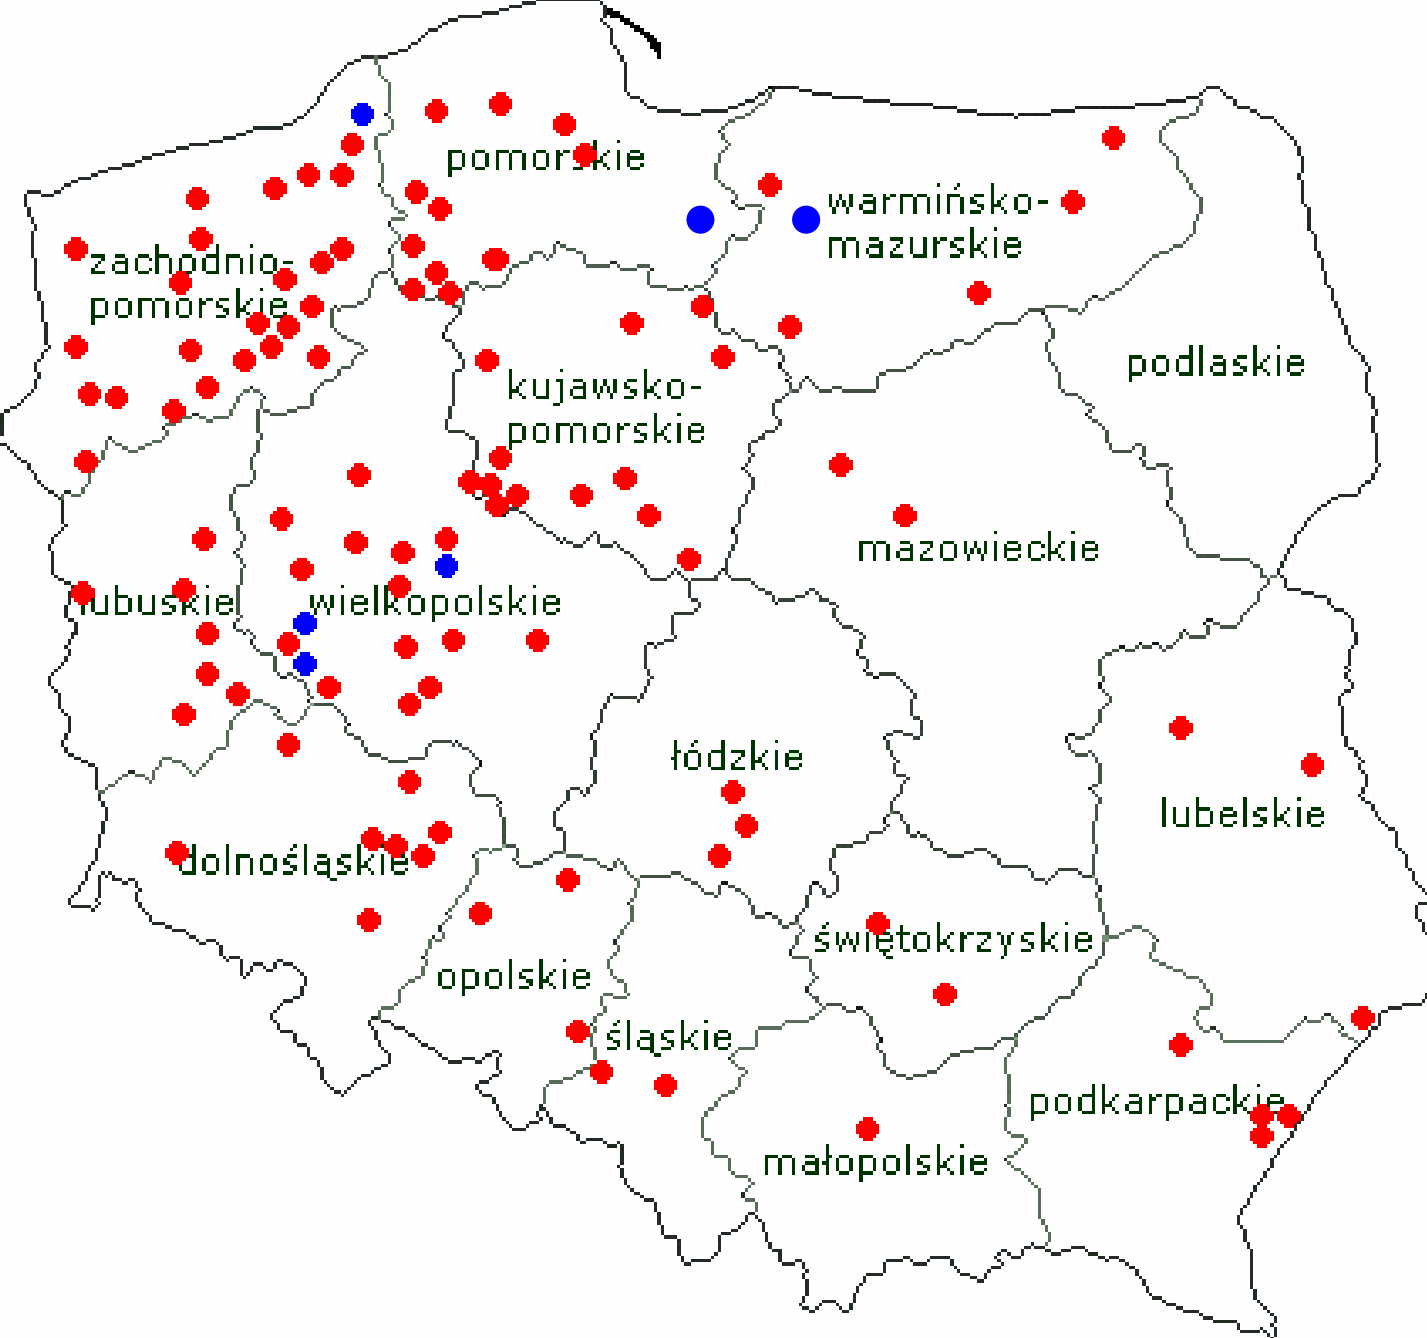 pomorskie
warmińsko-
mazurskie
zachodnio-
pomorskie
podlaskie
kujawsko-
pomorskie
mazowieckie
lubuskie
wielkopolskie
łódzkie
lubelskie
dolnośląskie
świętokrzyskie
opolskie
śląskie
podkarpackie
małopolskie